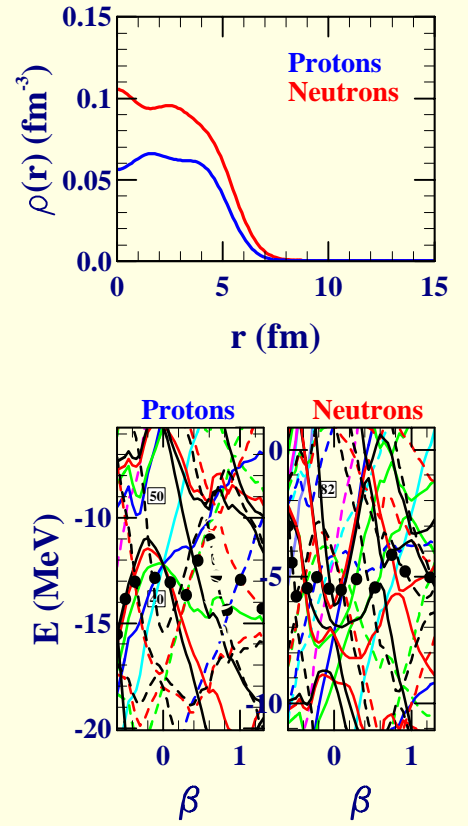 0.15
Protons
Neutrons
0.1
0.05
0.0
ρ(r) (fm⁻³)
0 5 10 15
r (fm)
Protons Neutrons
0
50 82
-10
E (MeV)
-5
-15
-10
-20
0 1 0 1
β β